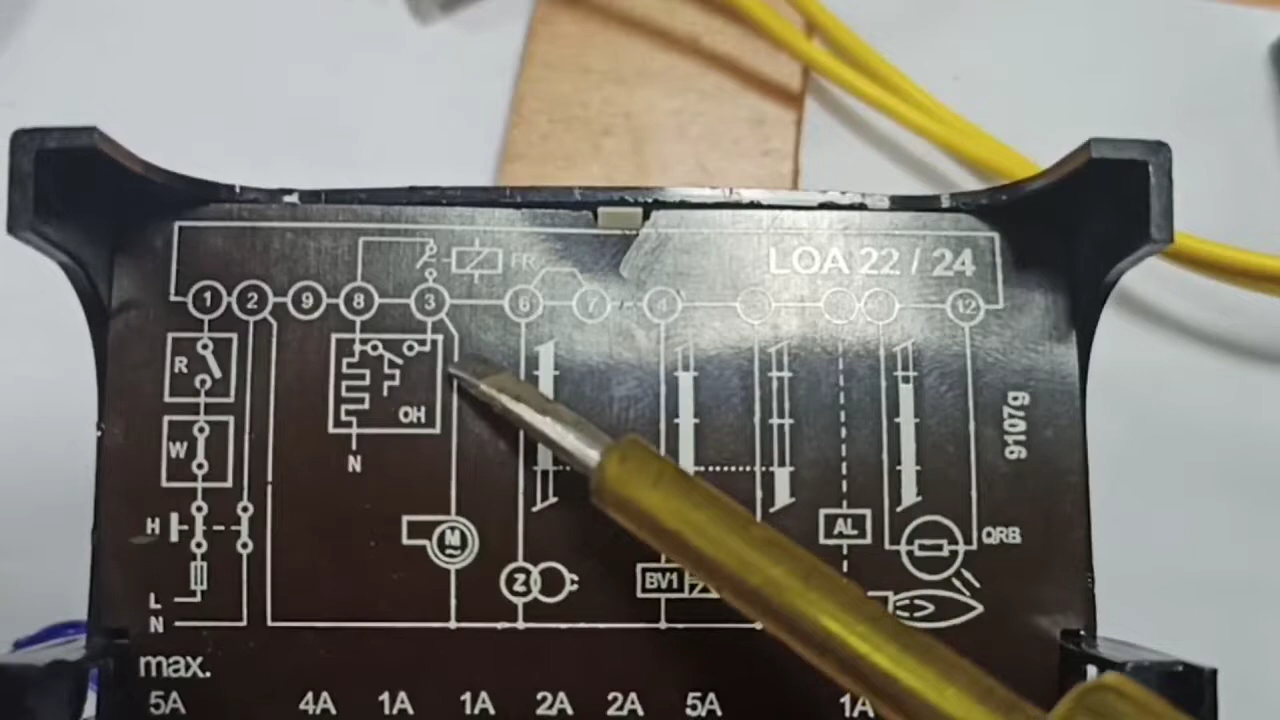 LOA 22 / 24
FR
1 2 9 8 3 6 7 4 12
R
OH
W
N
9107g
H
M
~
AL
QRB
Z
BV1
L
N
max.
5A 4A 1A 1A 2A 2A 5A 1A